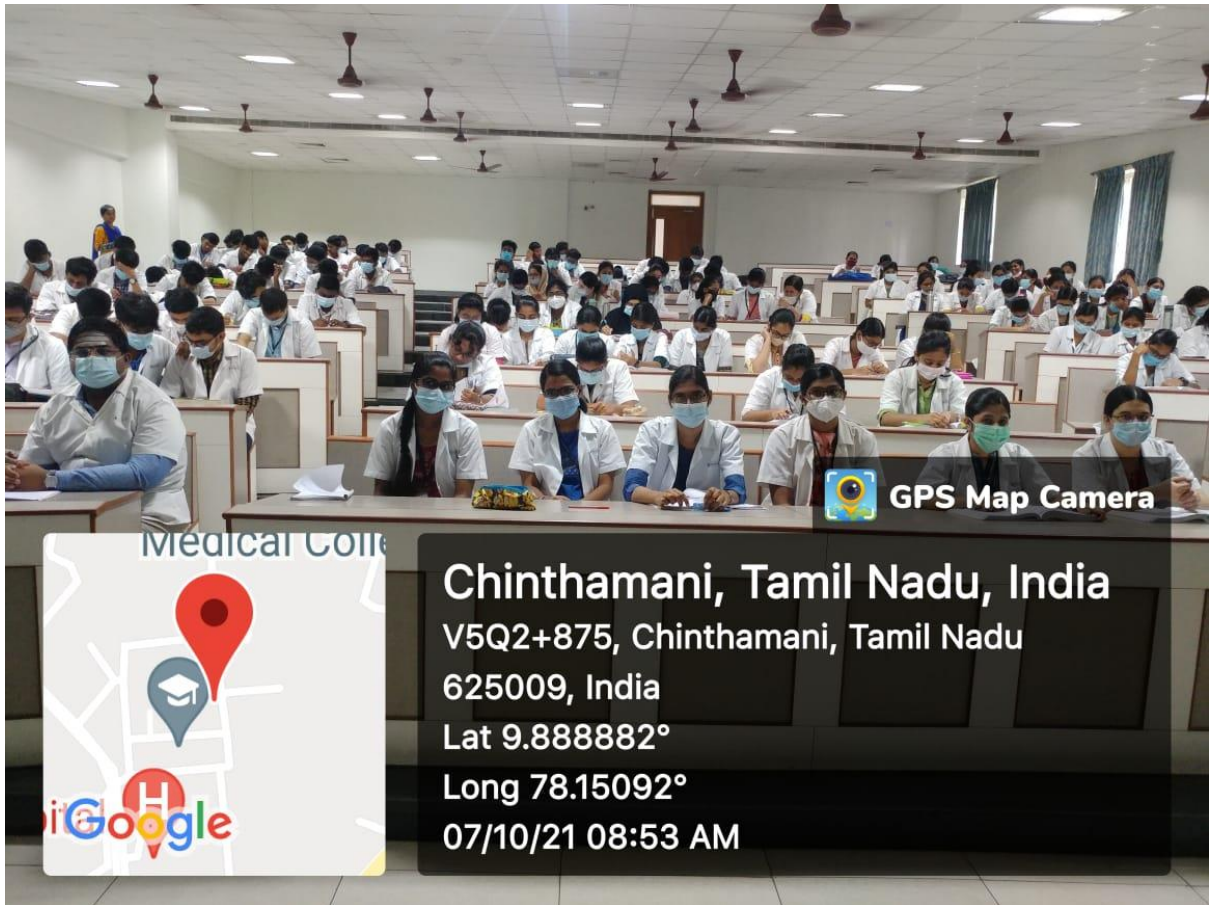 GPS Map Camera
Medical
Google
Chinthamani, Tamil Nadu, India
V5Q2+875, Chinthamani, Tamil Nadu
625009, India
Lat 9.888882°
Long 78.15092°
07/10/21 08:53 AM